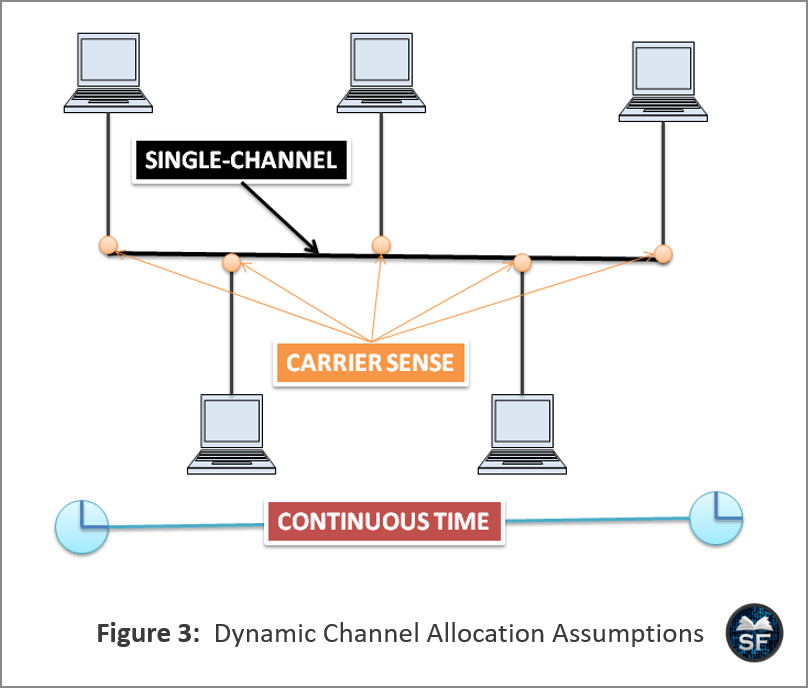 SINGLE-CHANNEL
CARRIER SENSE
CONTINUOUS TIME
Figure 3: Dynamic Channel Allocation Assumptions
SF